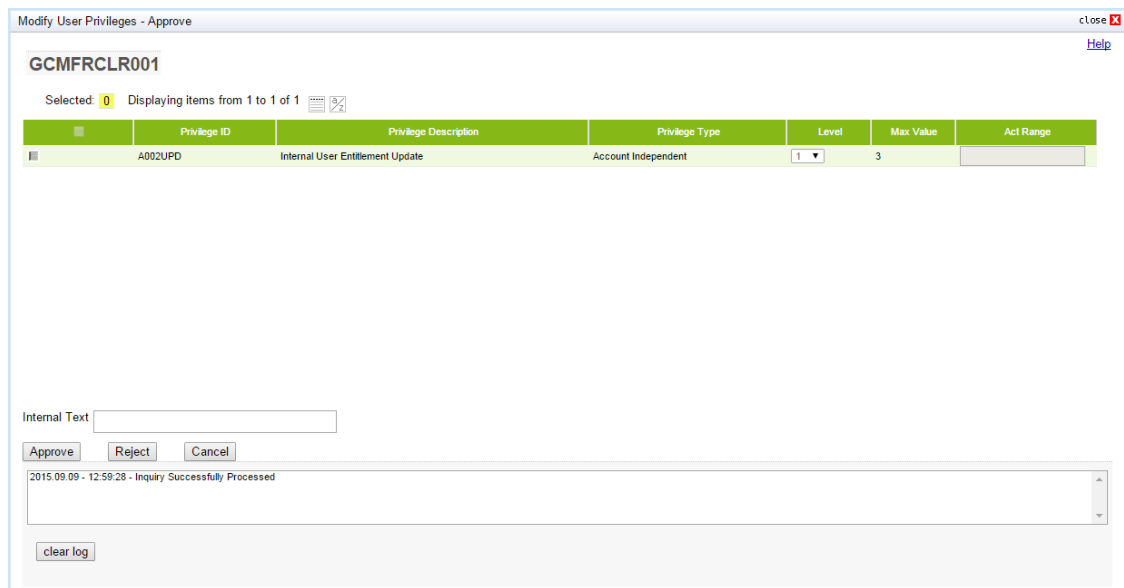 Modify User Privileges - Approve close X
Help
GCMFRCLR001
Selected: 0 Displaying items from 1 to 1 of 1 a/z
Privilege ID Privilege Description Privilege Type Level Max Value Act Range
A002UPD Internal User Entitlement Update Account Independent 1 3
Internal Text
Approve Reject Cancel
2015.09.09 - 12:59:28 - Inquiry Successfully Processed
clear log